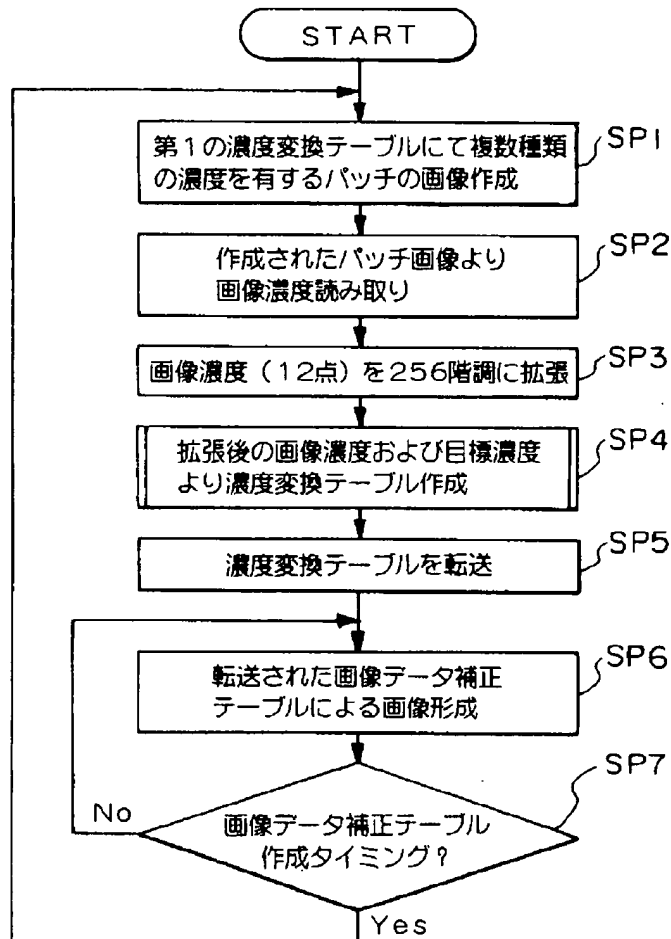 START
第1の濃度変換テーブルにて複数種類
の濃度を有するパッチの画像作成
SP1
作成されたパッチ画像より
画像濃度読み取り
SP2
画像濃度(12点)を256階調に拡張
SP3
拡張後の画像濃度および目標濃度
より濃度変換テーブル作成
SP4
濃度変換テーブルを転送
SP5
転送された画像データ補正
テーブルによる画像形成
SP6
画像データ補正テーブル
作成タイミング?
SP7
No
Yes